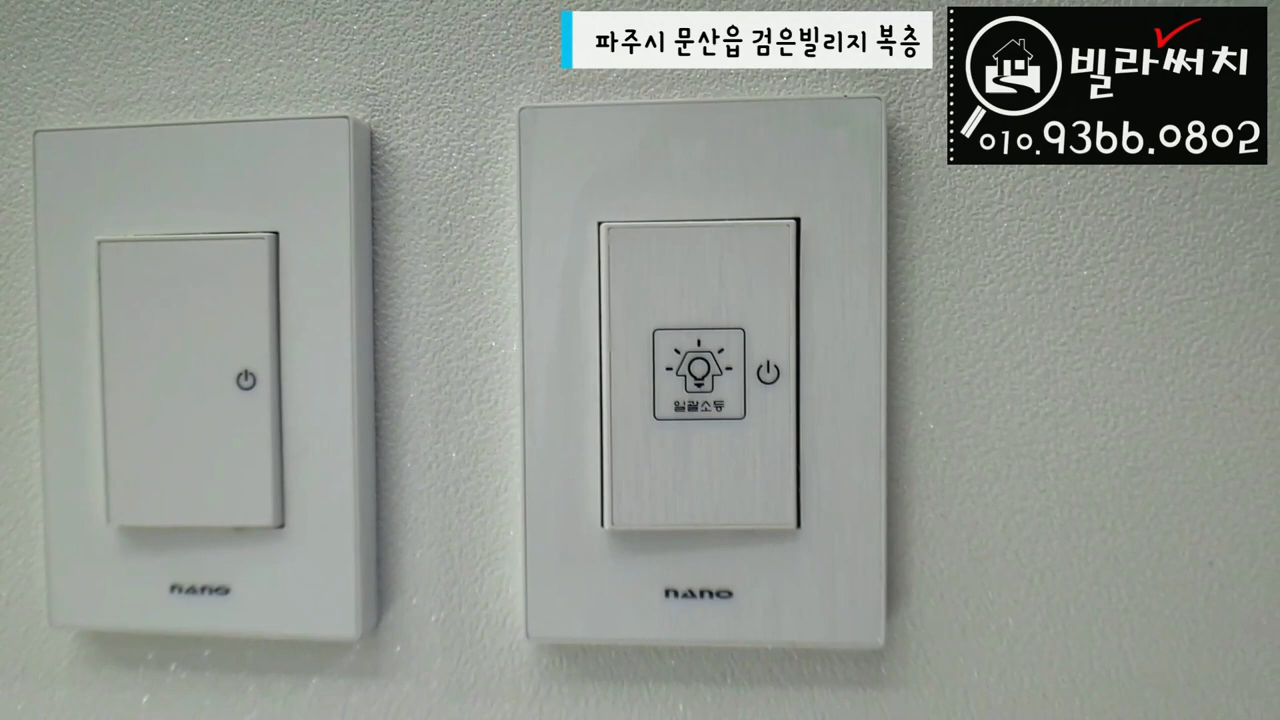 파주시 문산읍 검은빌리지 복층
빌라써치
010.9366.0802
일괄소등
nano
nano